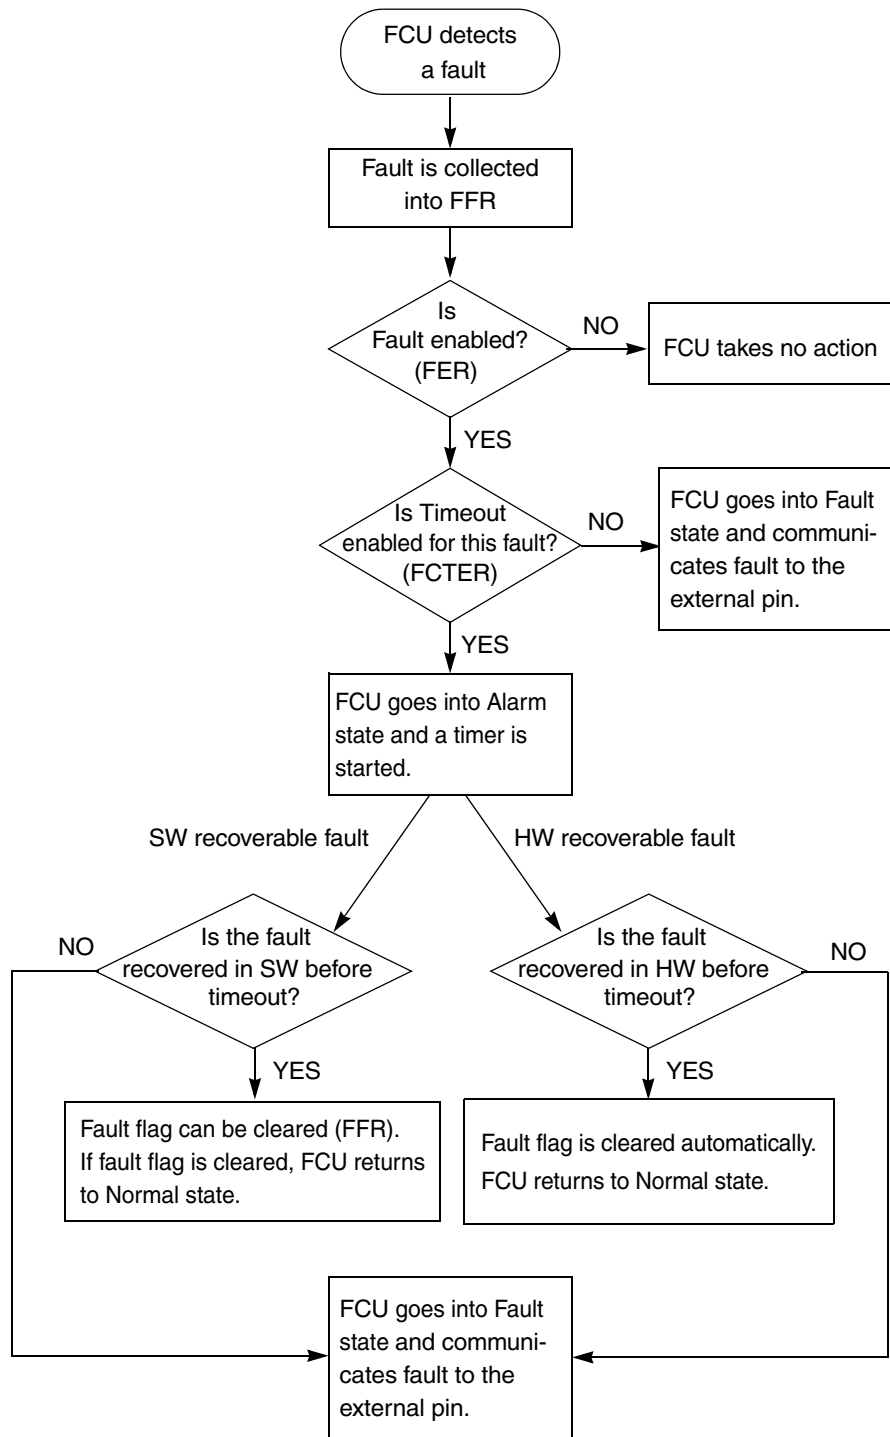 FCU detects
a fault
Fault is collected
into FFR
Is
Fault enabled?
(FER)
NO
FCU takes no action
YES
Is Timeout
enabled for this fault?
(FCTER)
NO
FCU goes into Fault
state and communi-
cates fault to the
external pin.
YES
FCU goes into Alarm
state and a timer is
started.
SW recoverable fault
HW recoverable fault
NO
Is the fault
recovered in SW before
timeout?
Is the fault
recovered in HW before
timeout?
NO
YES
YES
Fault flag can be cleared (FFR).
If fault flag is cleared, FCU returns
to Normal state.
Fault flag is cleared automatically.
FCU returns to Normal state.
FCU goes into Fault
state and communi-
cates fault to the
external pin.